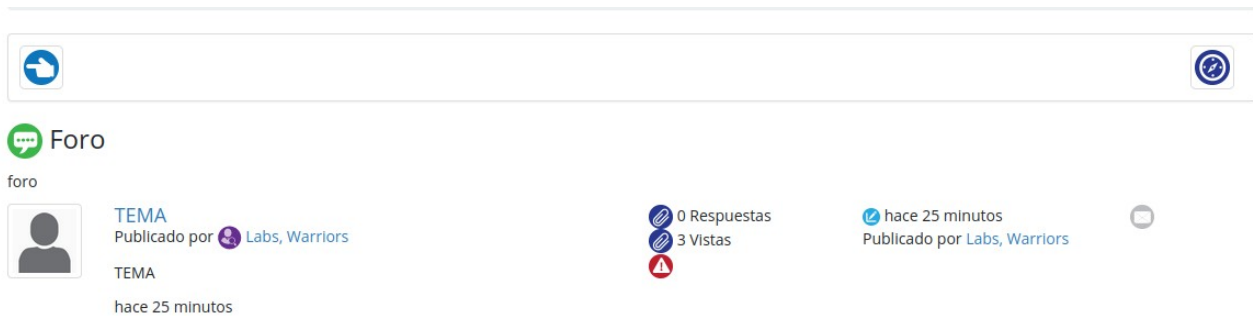 Foro
foro
TEMA
Publicado por Labs, Warriors
TEMA
hace 25 minutos
0 Respuestas
3 Vistas
hace 25 minutos
Publicado por Labs, Warriors